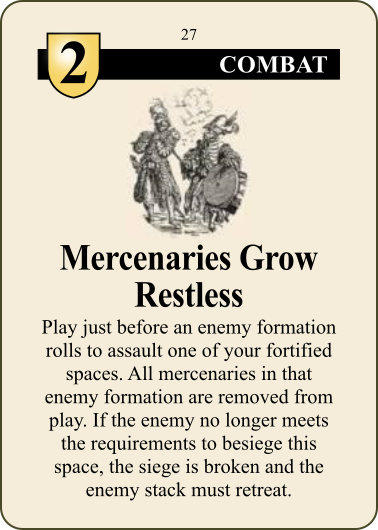 27
2
COMBAT
Mercenaries Grow
Restless
Play just before an enemy formation
rolls to assault one of your fortified
spaces. All mercenaries in that
enemy formation are removed from
play. If the enemy no longer meets
the requirements to besiege this
space, the siege is broken and the
enemy stack must retreat.